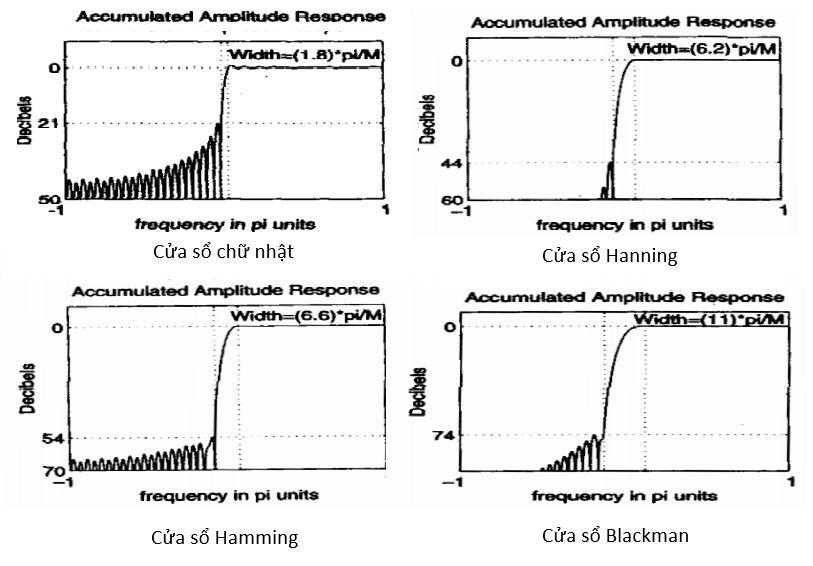 Accumulated Amplitude Response
Width=(1.8)*pi/M
0
21
50
Decibels
-1
1
frequency in pi units
Cửa sổ chữ nhật
Accumulated Amplitude Response
Width=(6.2)*pi/M
0
44
60
Decibels
-1
1
frequency in pi units
Cửa sổ Hanning
Accumulated Amplitude Response
Width=(6.6)*pi/M
0
54
70
Decibels
-1
1
frequency in pi units
Cửa sổ Hamming
Accumulated Amplitude Response
Width=(11)*pi/M
0
74
Decibels
-1
1
frequency in pi units
Cửa sổ Blackman